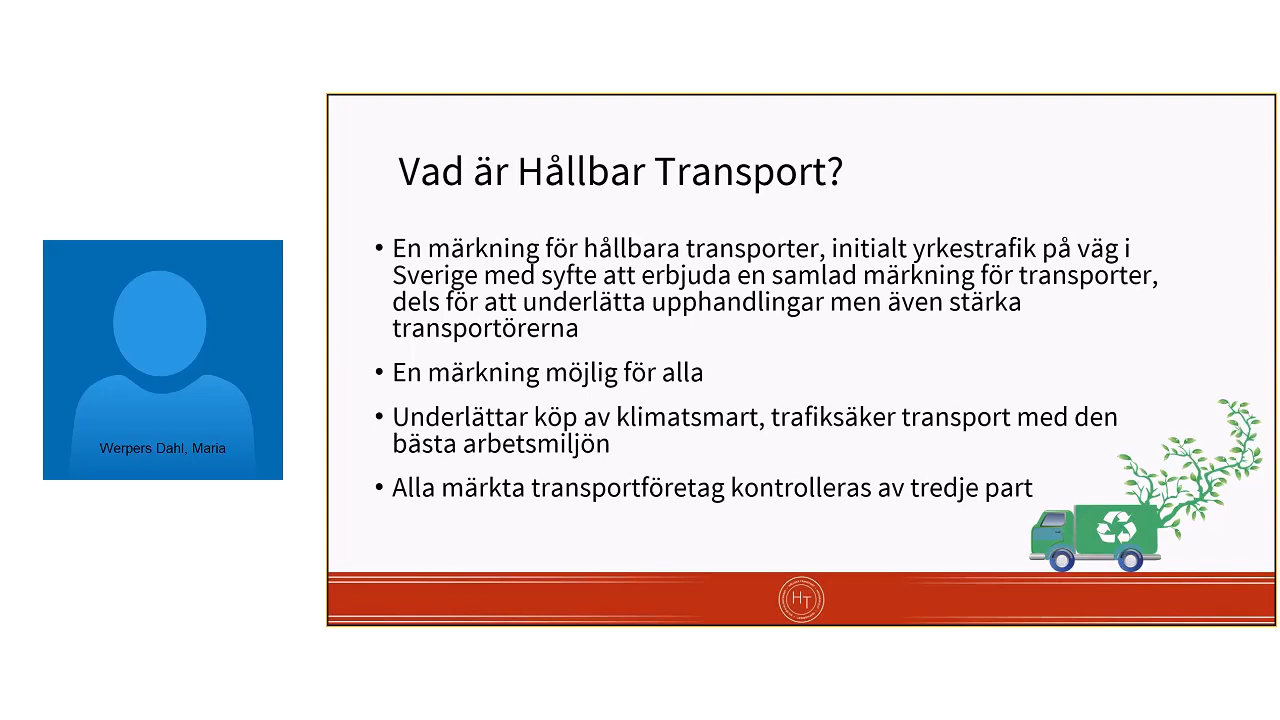 Vad är Hållbar Transport?
• En märkning för hållbara transporter, initialt yrkestrafik på väg i
Sverige med syfte att erbjuda en samlad märkning för transporter,
dels för att underlätta upphandlingar men även stärka
transportörerna
• En märkning möjlig för alla
• Underlättar köp av klimatsmart, trafiksäker transport med den
bästa arbetsmiljön
• Alla märkta transportföretag kontrolleras av tredje part
Werpers Dahl, Maria
HT